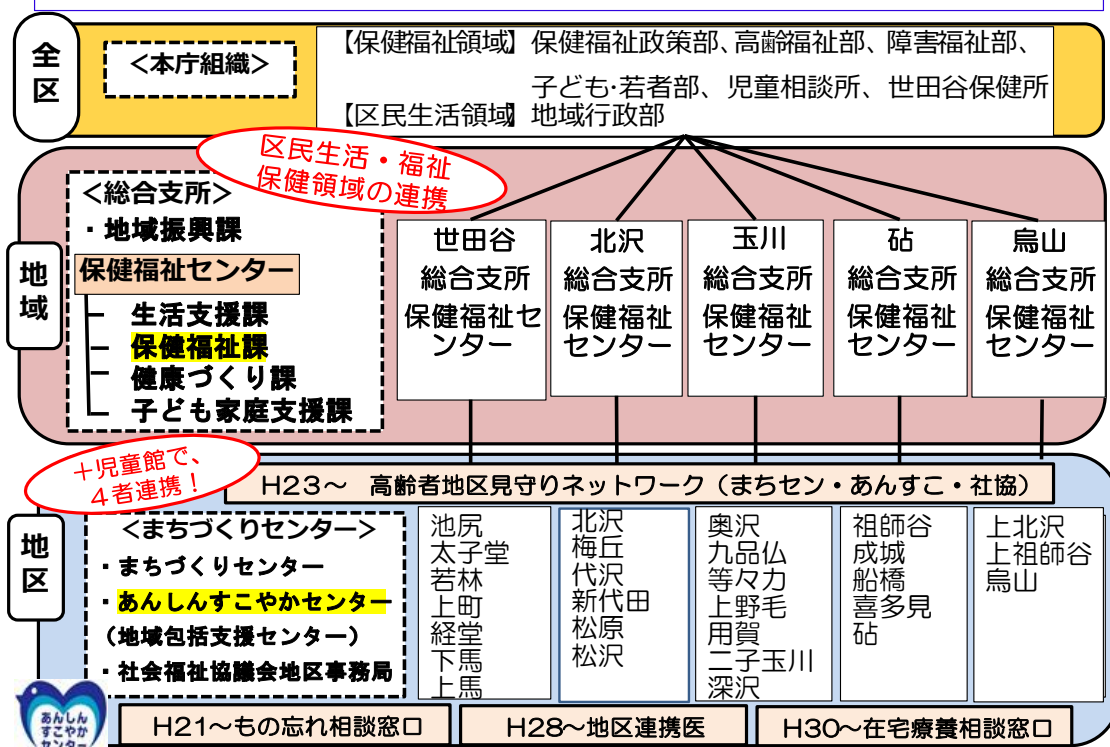 全区
<本庁組織>
【保健福祉領域】保健福祉政策部、高齢福祉部、障害福祉部、
子ども・若者部、児童相談所、世田谷保健所
【区民生活領域】地域行政部
区民生活・福祉
保健領域の連携
地域
<総合支所>
・地域振興課
保健福祉センター
生活支援課
保健福祉課
健康づくり課
子ども家庭支援課
世田谷
総合支所
保健福祉セ
ンター
北沢
総合支所
保健福祉
センター
玉川
総合支所
保健福祉
センター
砧
総合支所
保健福祉
センター
烏山
総合支所
保健福祉
センター
+児童館で、
4者連携!
H23~ 高齢者地区見守りネットワーク(まちセン・あんすこ・社協)
地区
<まちづくりセンター>
・まちづくりセンター
・あんしんすこやかセンター
(地域包括支援センター)
・社会福祉協議会地区事務局
池尻
太子堂
若林
上町
経堂
下馬
上馬
北沢
梅丘
代沢
新代田
松原
松沢
奥沢
九品仏
等々力
上野毛
用賀
二子玉川
深沢
祖師谷
成城
船橋
喜多見
砧
上北沢
上祖師谷
烏山
あんしん
すこやか
センター
H21~もの忘れ相談窓口
H28~地区連携医
H30~在宅療養相談窓口